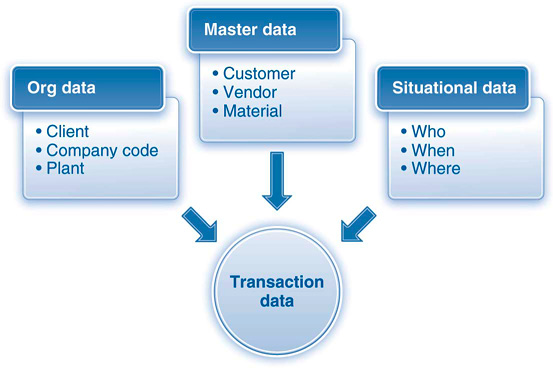 Master data
• Customer
• Vendor
• Material
Org data
• Client
• Company code
• Plant
Situational data
• Who
• When
• Where
Transaction
data